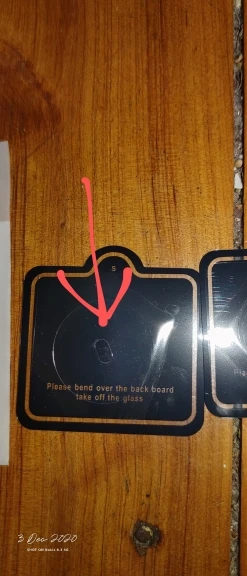 S
Please bend over the back board
take off the glass
3 Dec 2020